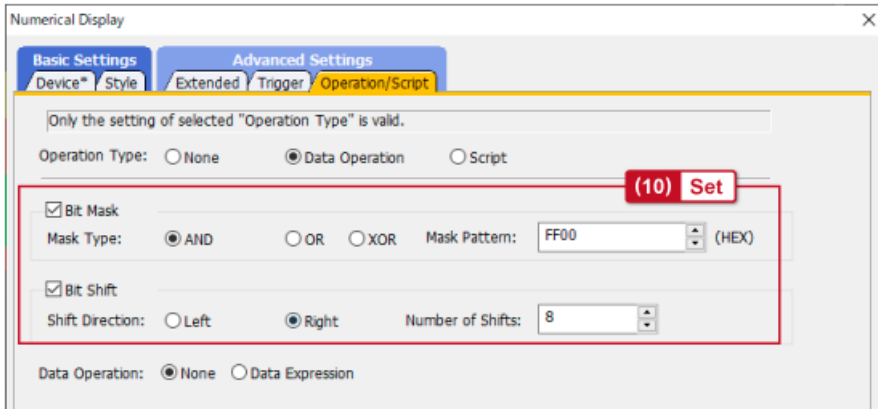 Numerical Display
Basic Settings Advanced Settings
Device* Style Extended Trigger Operation/Script
Only the setting of selected "Operation Type" is valid.
Operation Type: None Data Operation Script
(10) Set
Bit Mask
Mask Type: AND OR XOR Mask Pattern: FF00 (HEX)
Bit Shift
Shift Direction: Left Right Number of Shifts: 8
Data Operation: None Data Expression